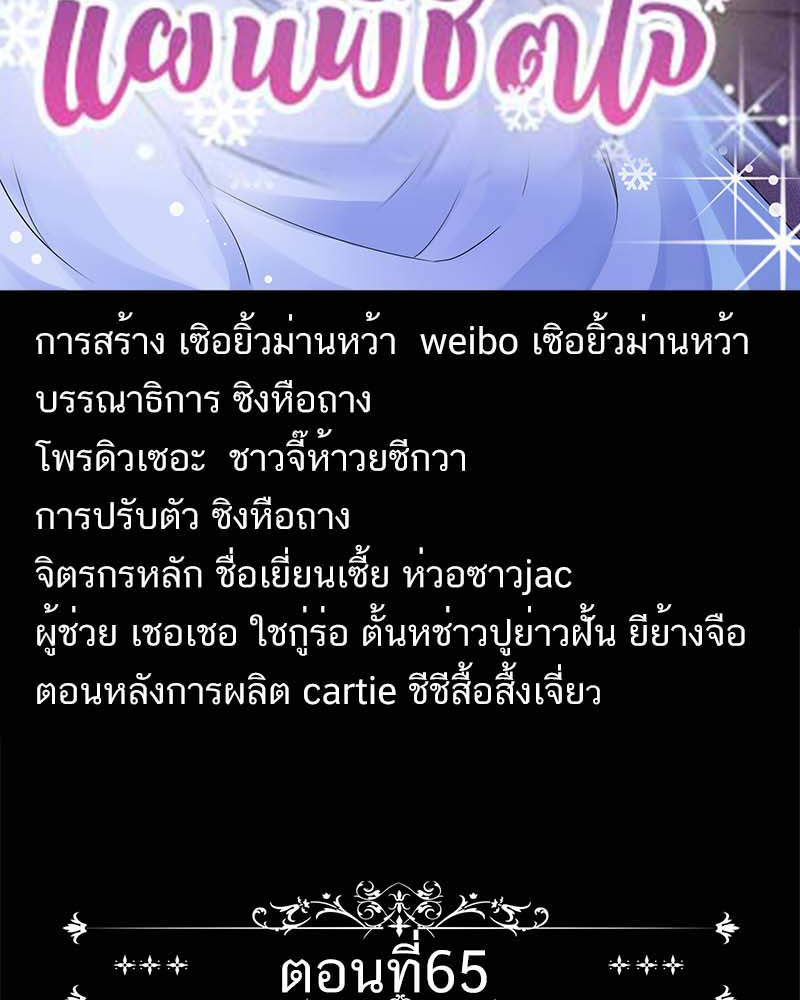 แผนพิชิตใจ
การสร้าง เซิอยิ้วม่านหว้า weibo เซิอยิ้วม่านหว้า
บรรณาธิการ ซิงหือถาง
โพรดิวเซอะ ชาวจี๊ห้าวยซีกวา
การปรับตัว ซิงหือถาง
จิตรกรหลัก ชื่อเยี่ยนเซี้ย ห่วอซาวjac
ผู้ช่วย เชอเชอ ใชกู่ร่อ ตั้นหช่าวปูย่าวฝั้น ยีย้างจือ
ตอนหลังการผลิต cartie ชีชีสื้อสิ้งเจี่ยว
ตอนที่65